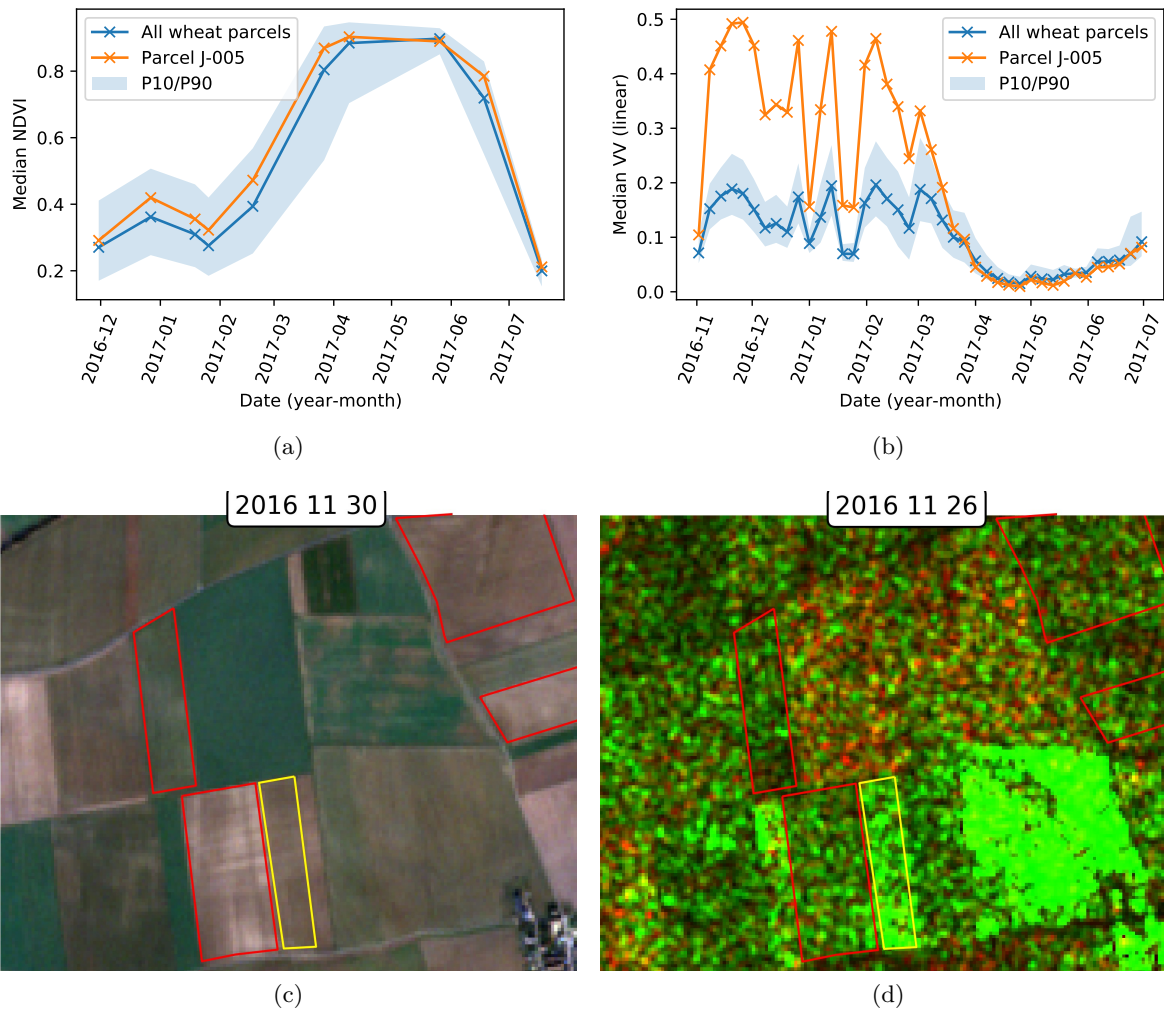 All wheat parcels
Parcel J-005
P10/P90
Median NDVI
0.8
0.6
0.4
0.2
2016-12
2017-01
2017-02
2017-03
2017-04
2017-05
2017-06
2017-07
Date (year-month)
(a)
All wheat parcels
Parcel J-005
P10/P90
Median VV (linear)
0.5
0.4
0.3
0.2
0.1
0.0
2016-11
2016-12
2017-01
2017-02
2017-03
2017-04
2017-05
2017-06
2017-07
Date (year-month)
(b)
2016 11 30
(c)
2016 11 26
(d)